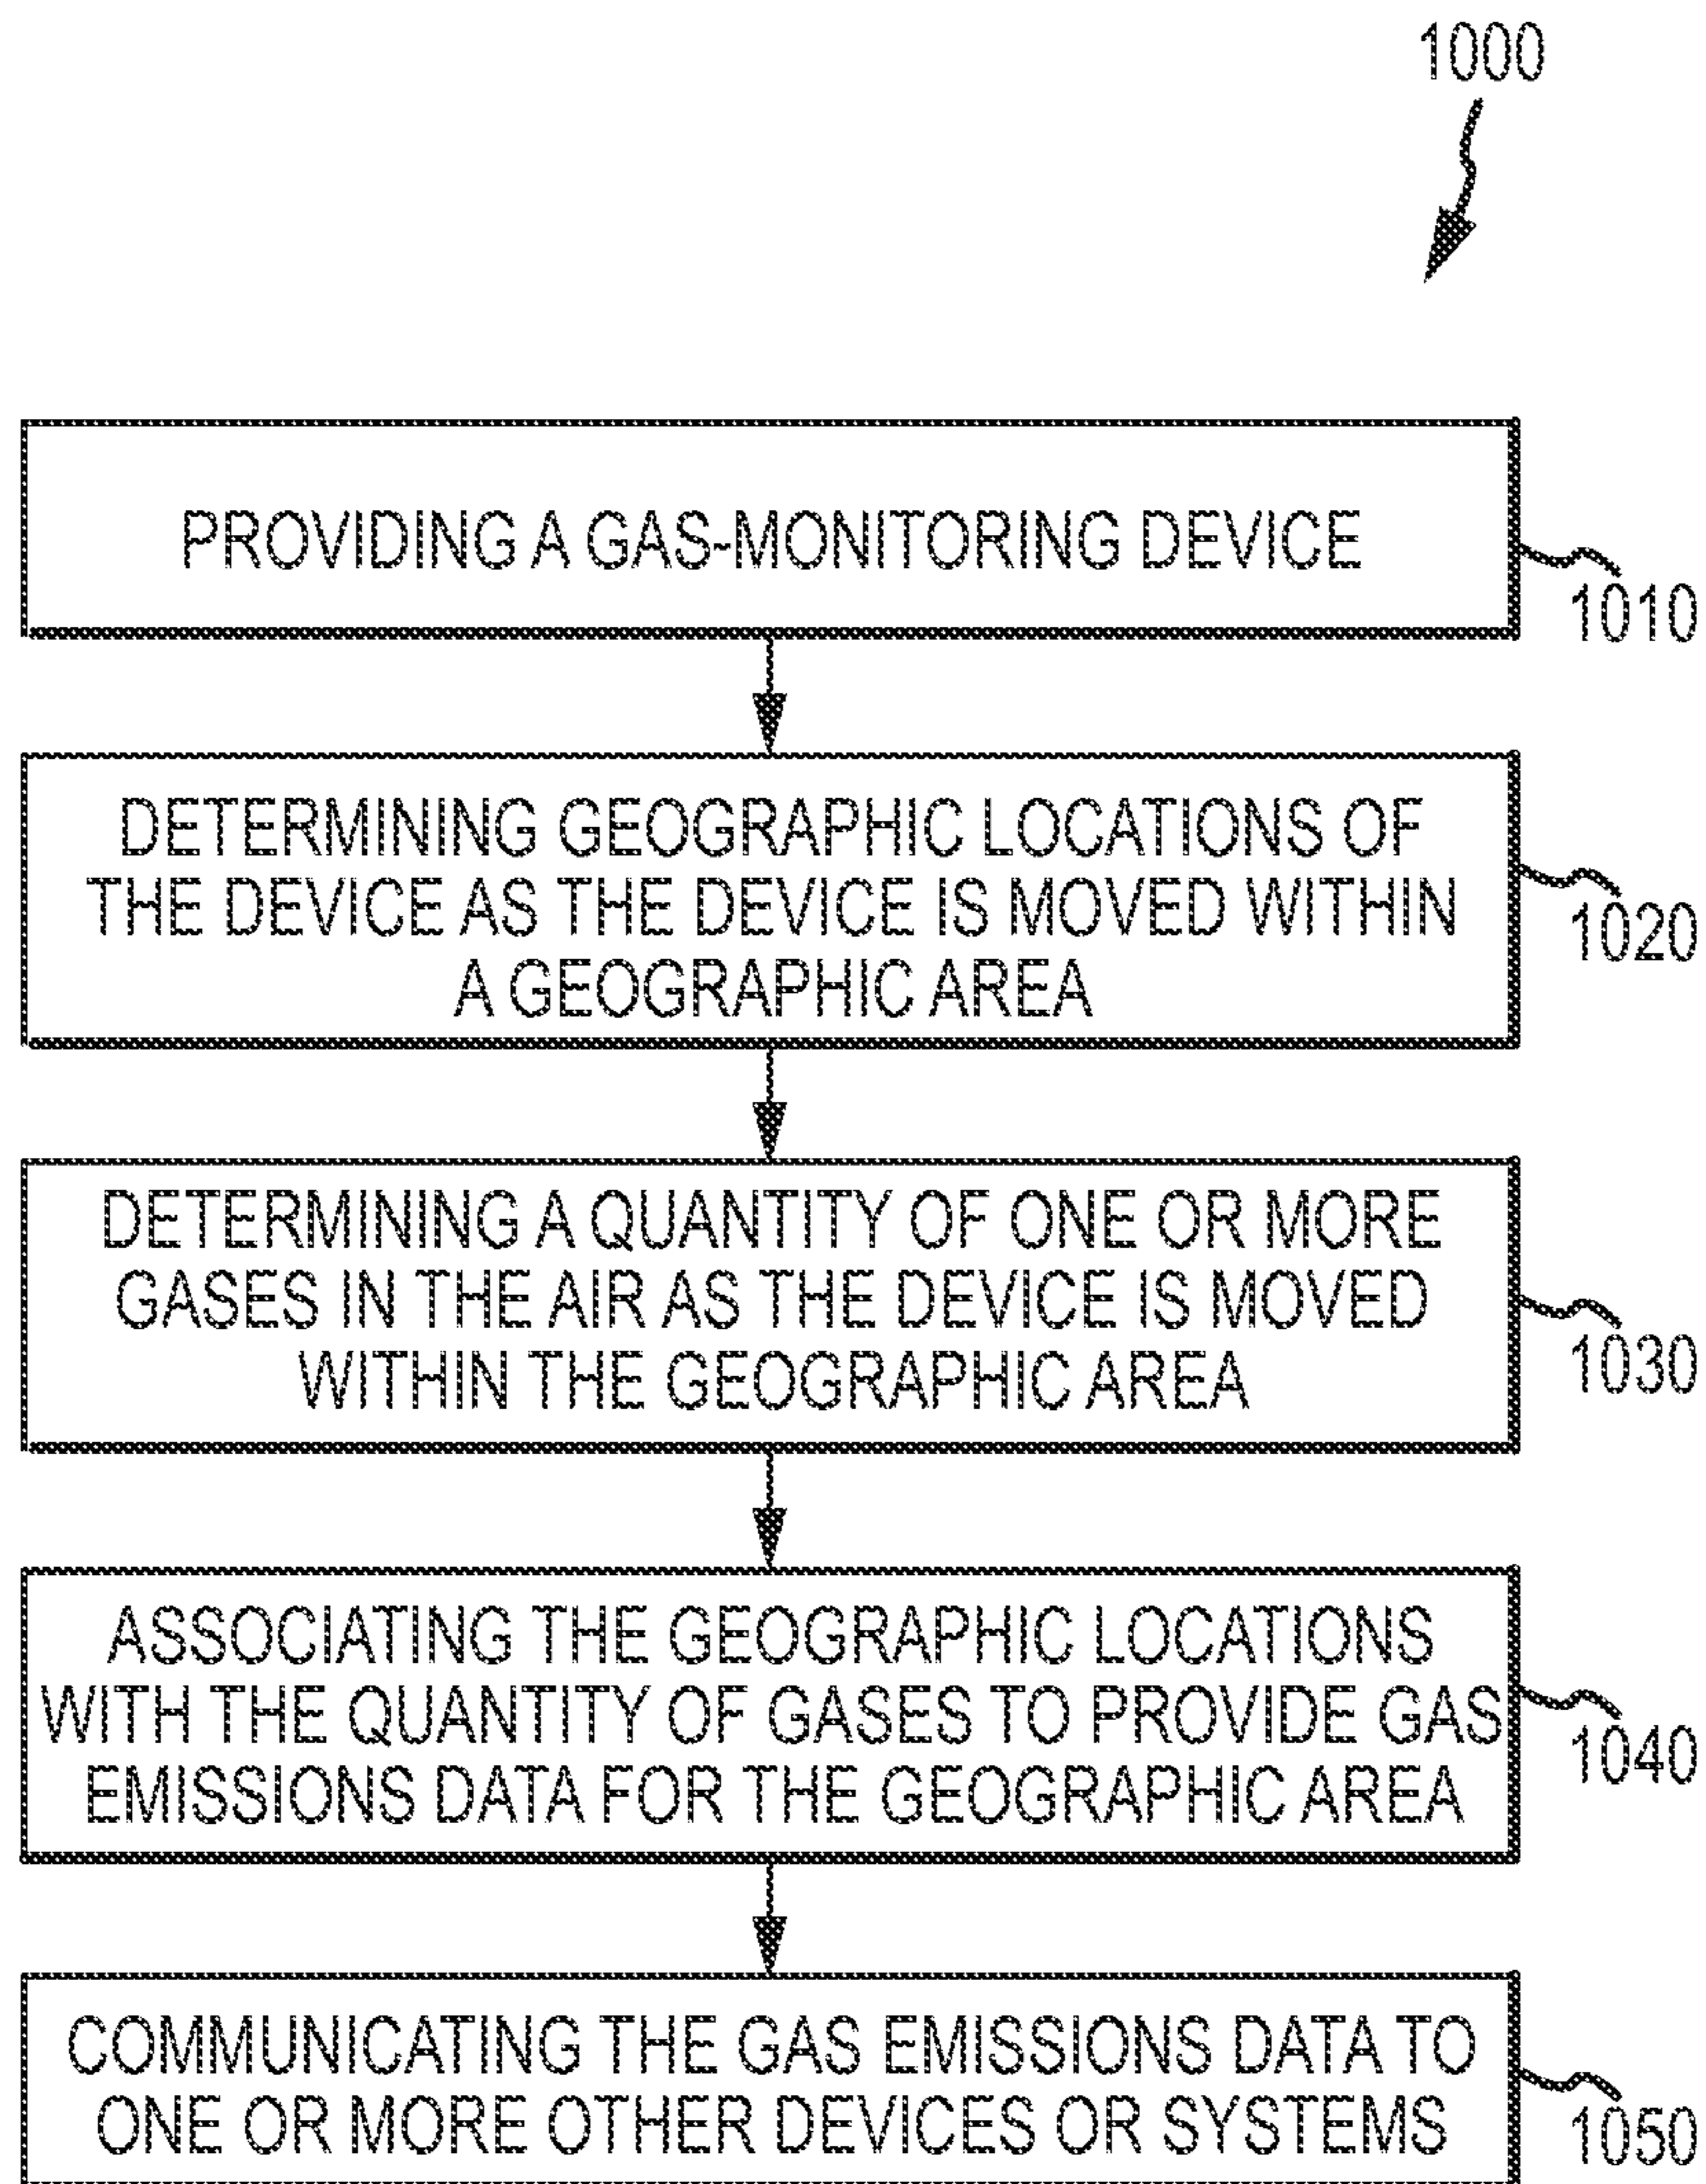 1000
PROVIDING A GAS-MONITORING DEVICE
1010
DETERMINING GEOGRAPHIC LOCATIONS OF
THE DEVICE AS THE DEVICE IS MOVED WITHIN
A GEOGRAPHIC AREA
1020
DETERMINING A QUANTITY OF ONE OR MORE
GASES IN THE AIR AS THE DEVICE IS MOVED
WITHIN THE GEOGRAPHIC AREA
1030
ASSOCIATING THE GEOGRAPHIC LOCATIONS
WITH THE QUANTITY OF GASES TO PROVIDE GAS
EMISSIONS DATA FOR THE GEOGRAPHIC AREA
1040
COMMUNICATING THE GAS EMISSIONS DATA TO
ONE OR MORE OTHER DEVICES OR SYSTEMS
1050